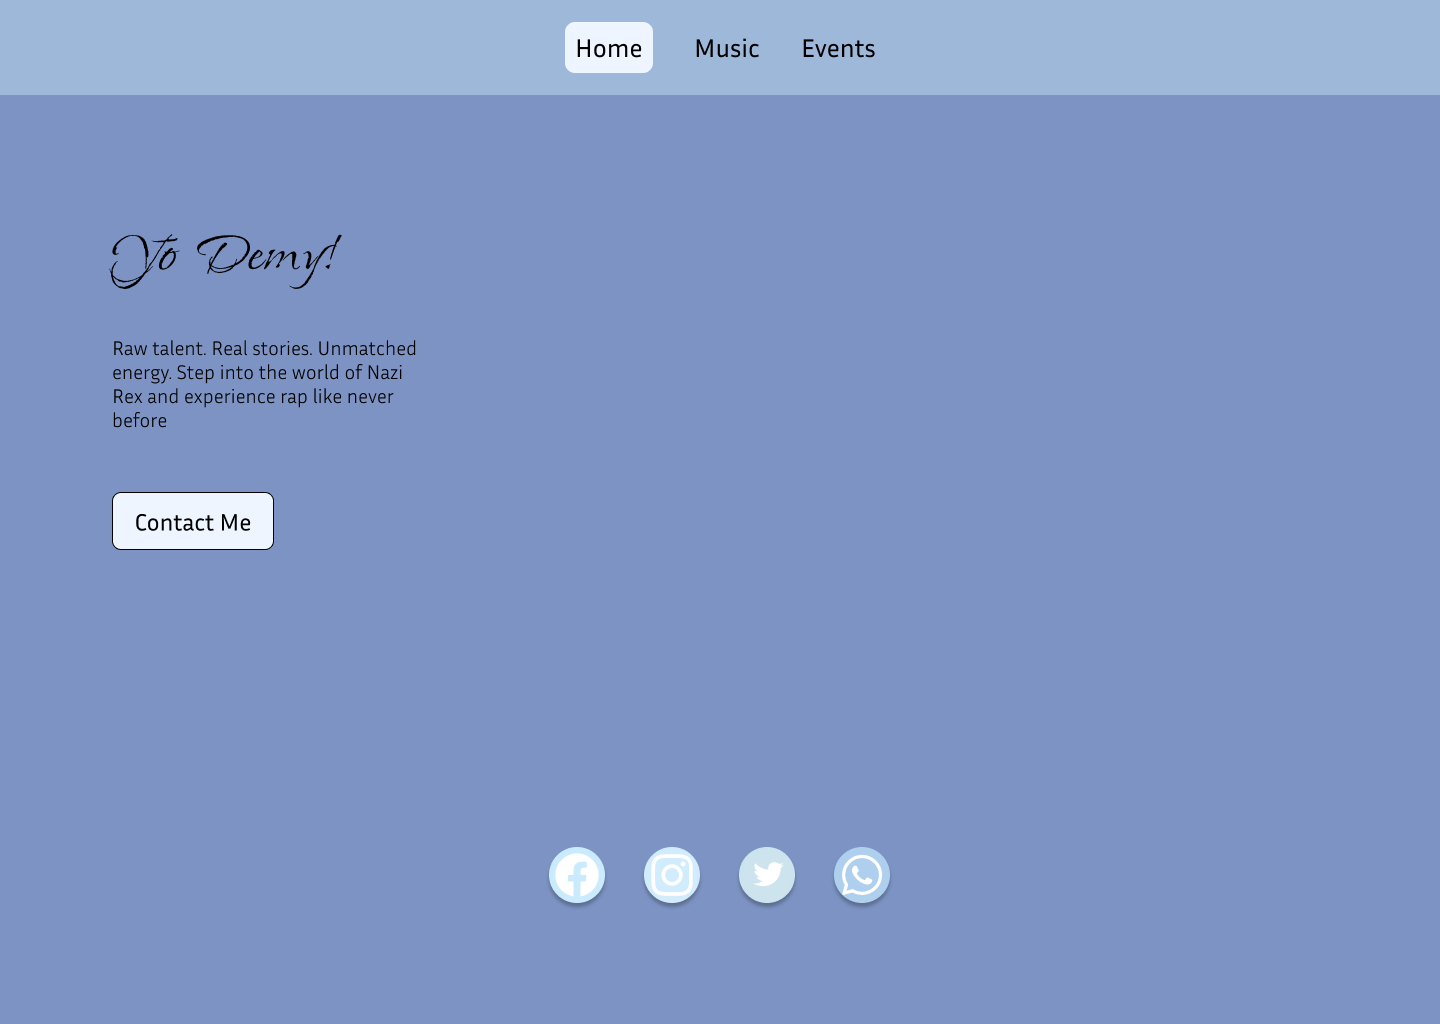 Home Music Events
Yo Demy!
Raw talent. Real stories. Unmatched
energy. Step into the world of Nazi
Rex and experience rap like never
before
Contact Me